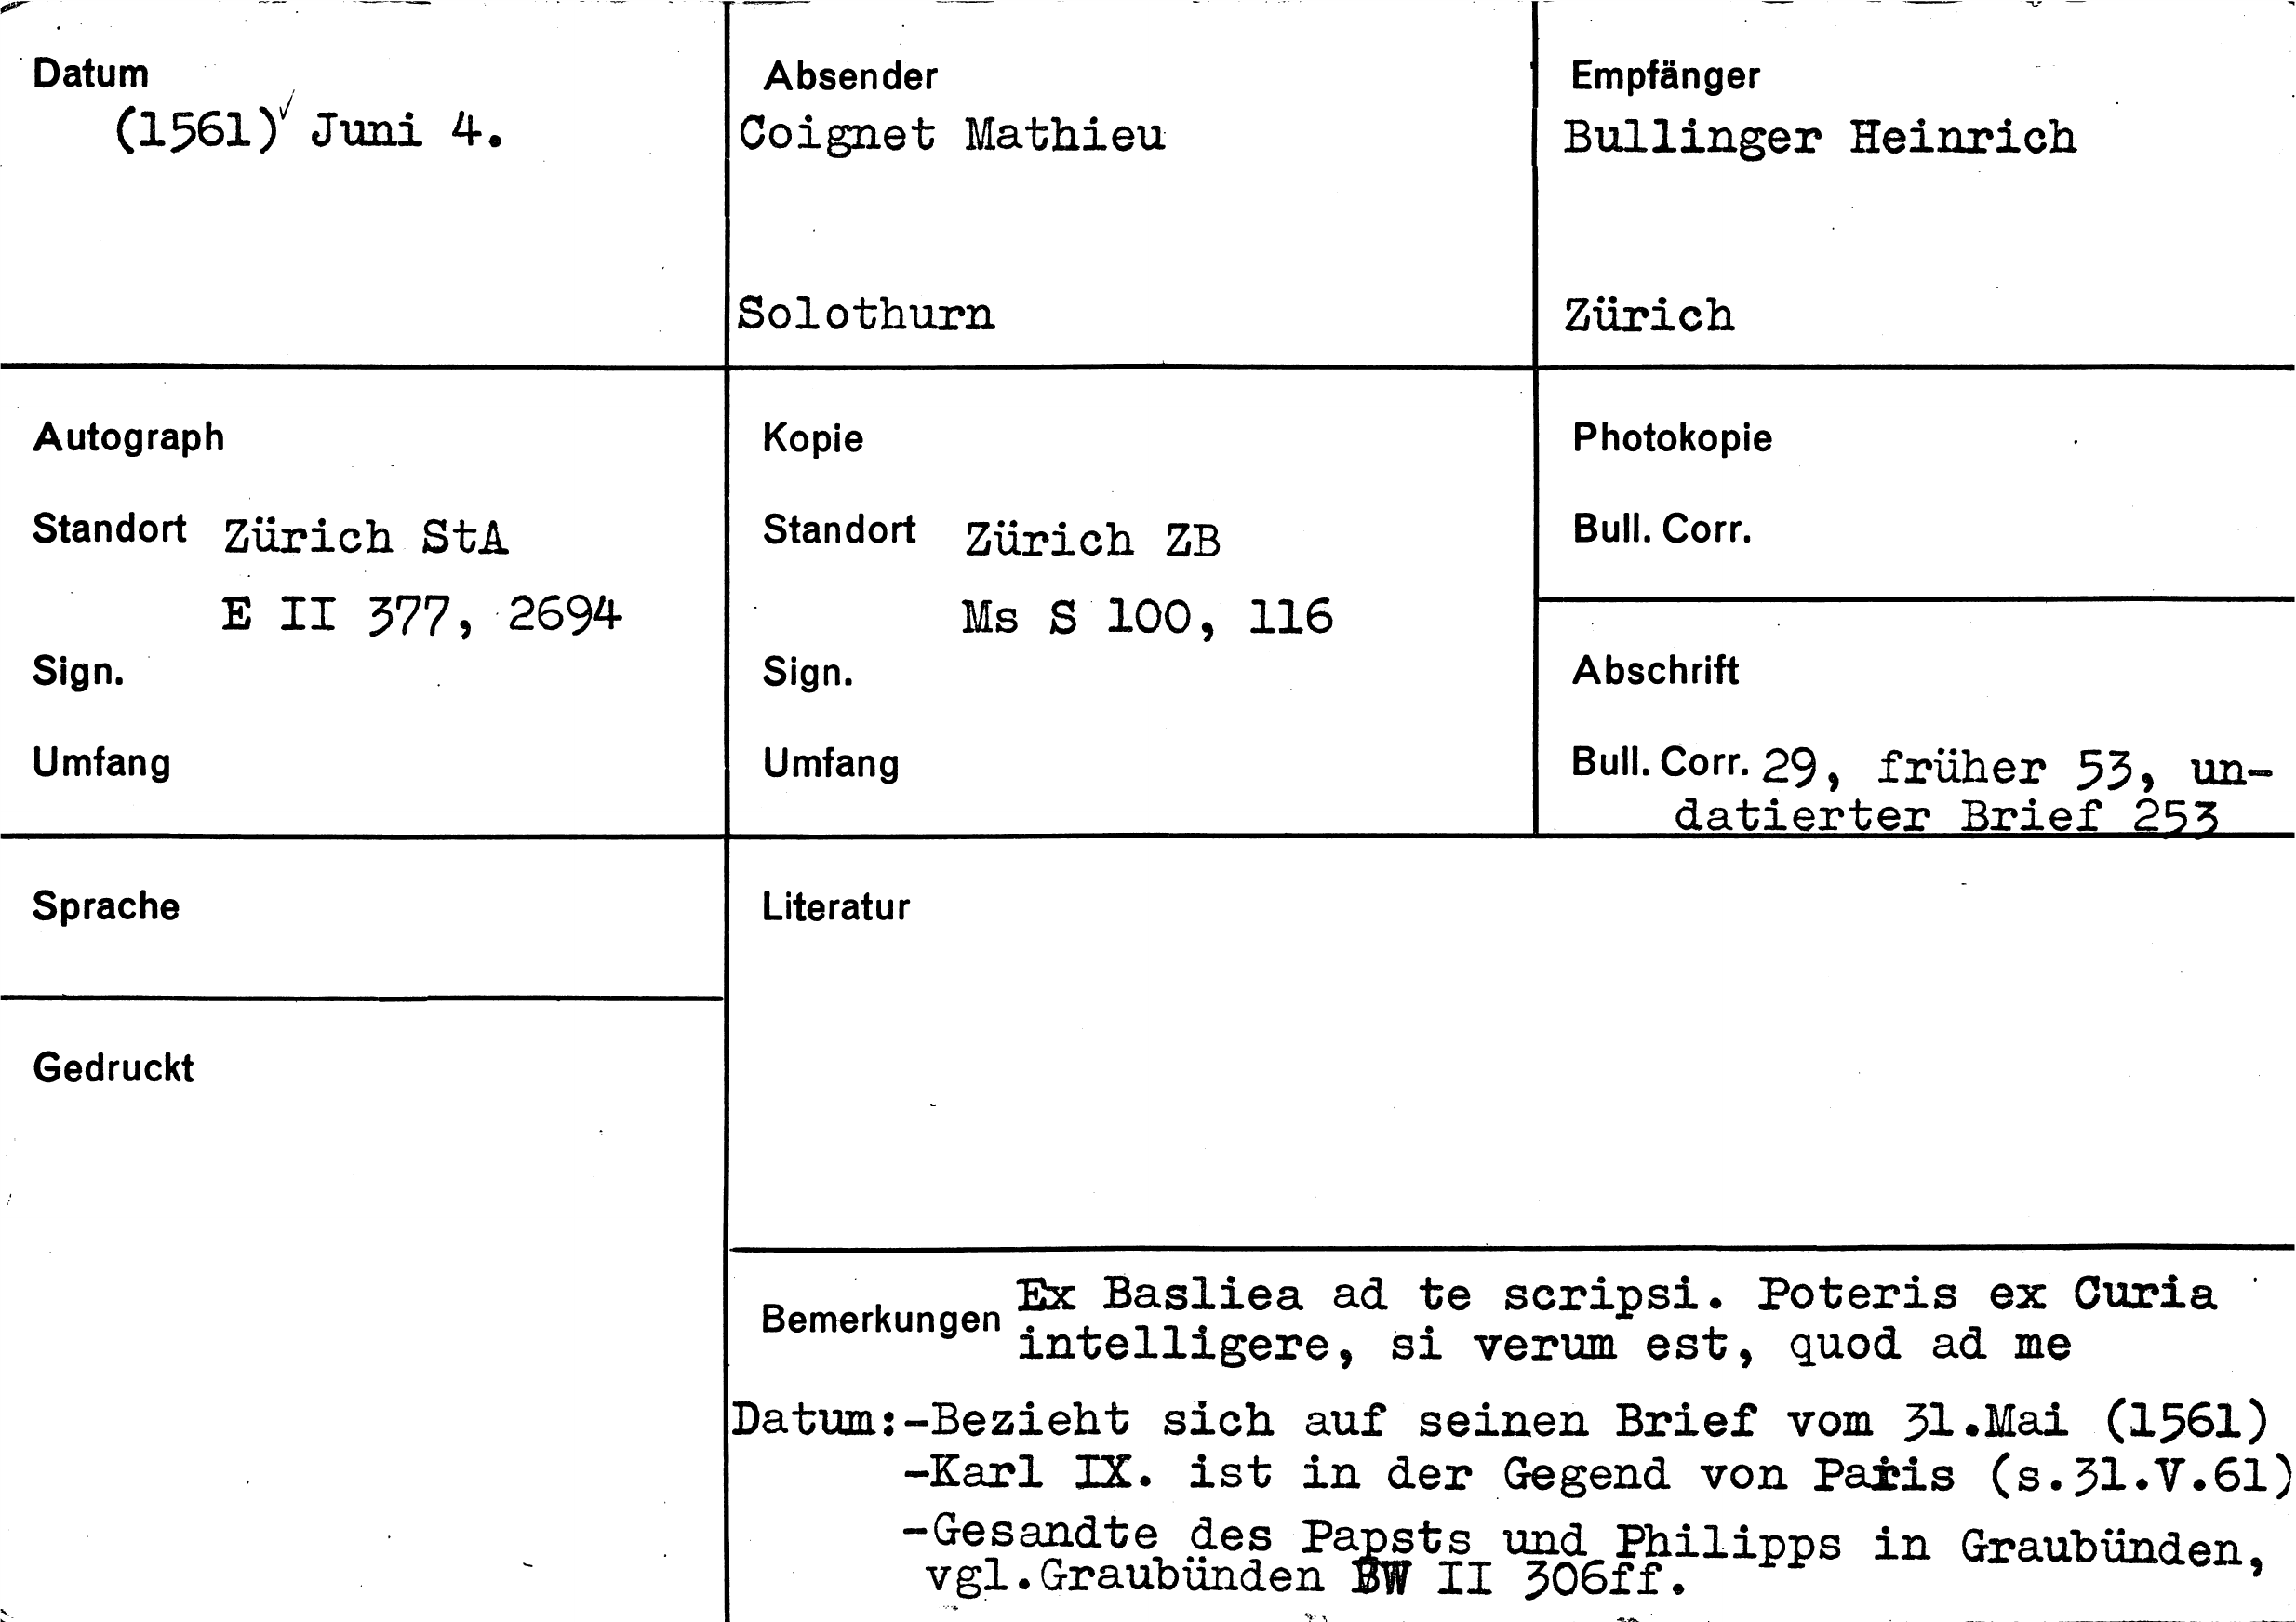 Datum
(1561)✓ Juni 4.
Absender
Coignet Mathieu
Solothurn
Empfänger
Bullinger Heinrich
Zürich
Autograph
Standort Zürich StA
E II 377, 2694
Sign.
Umfang
Kopie
Standort Zürich ZB
Ms S 100, 116
Sign.
Umfang
Photokopie
Bull. Corr.
Abschrift
Bull. Corr. 29, früher 53, un-
datierter Brief 253
Sprache
Gedruckt
Literatur
Bemerkungen Ex Basliea ad te scripsi. Poteris ex Curia
intelligere, si verum est, quod ad me
Datum:-Bezieht sich auf seinen Brief vom 31.Mai (1561)
-Karl IX. ist in der Gegend von Paris (s.31.V.61)
-Gesandte des Papsts und Philipps in Graubünden,
vgl.Graubünden BW II 306ff.